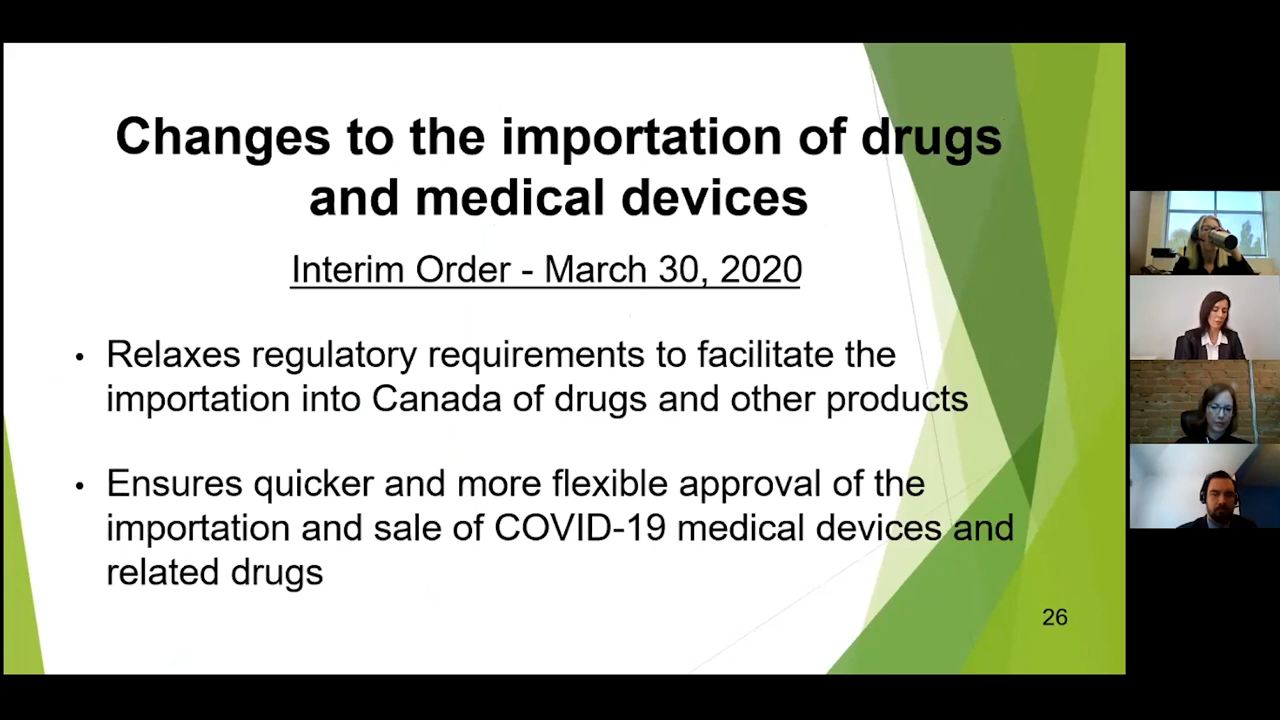 Changes to the importation of drugs
and medical devices
Interim Order - March 30, 2020
• Relaxes regulatory requirements to facilitate the
importation into Canada of drugs and other products
• Ensures quicker and more flexible approval of the
importation and sale of COVID-19 medical devices and
related drugs
26